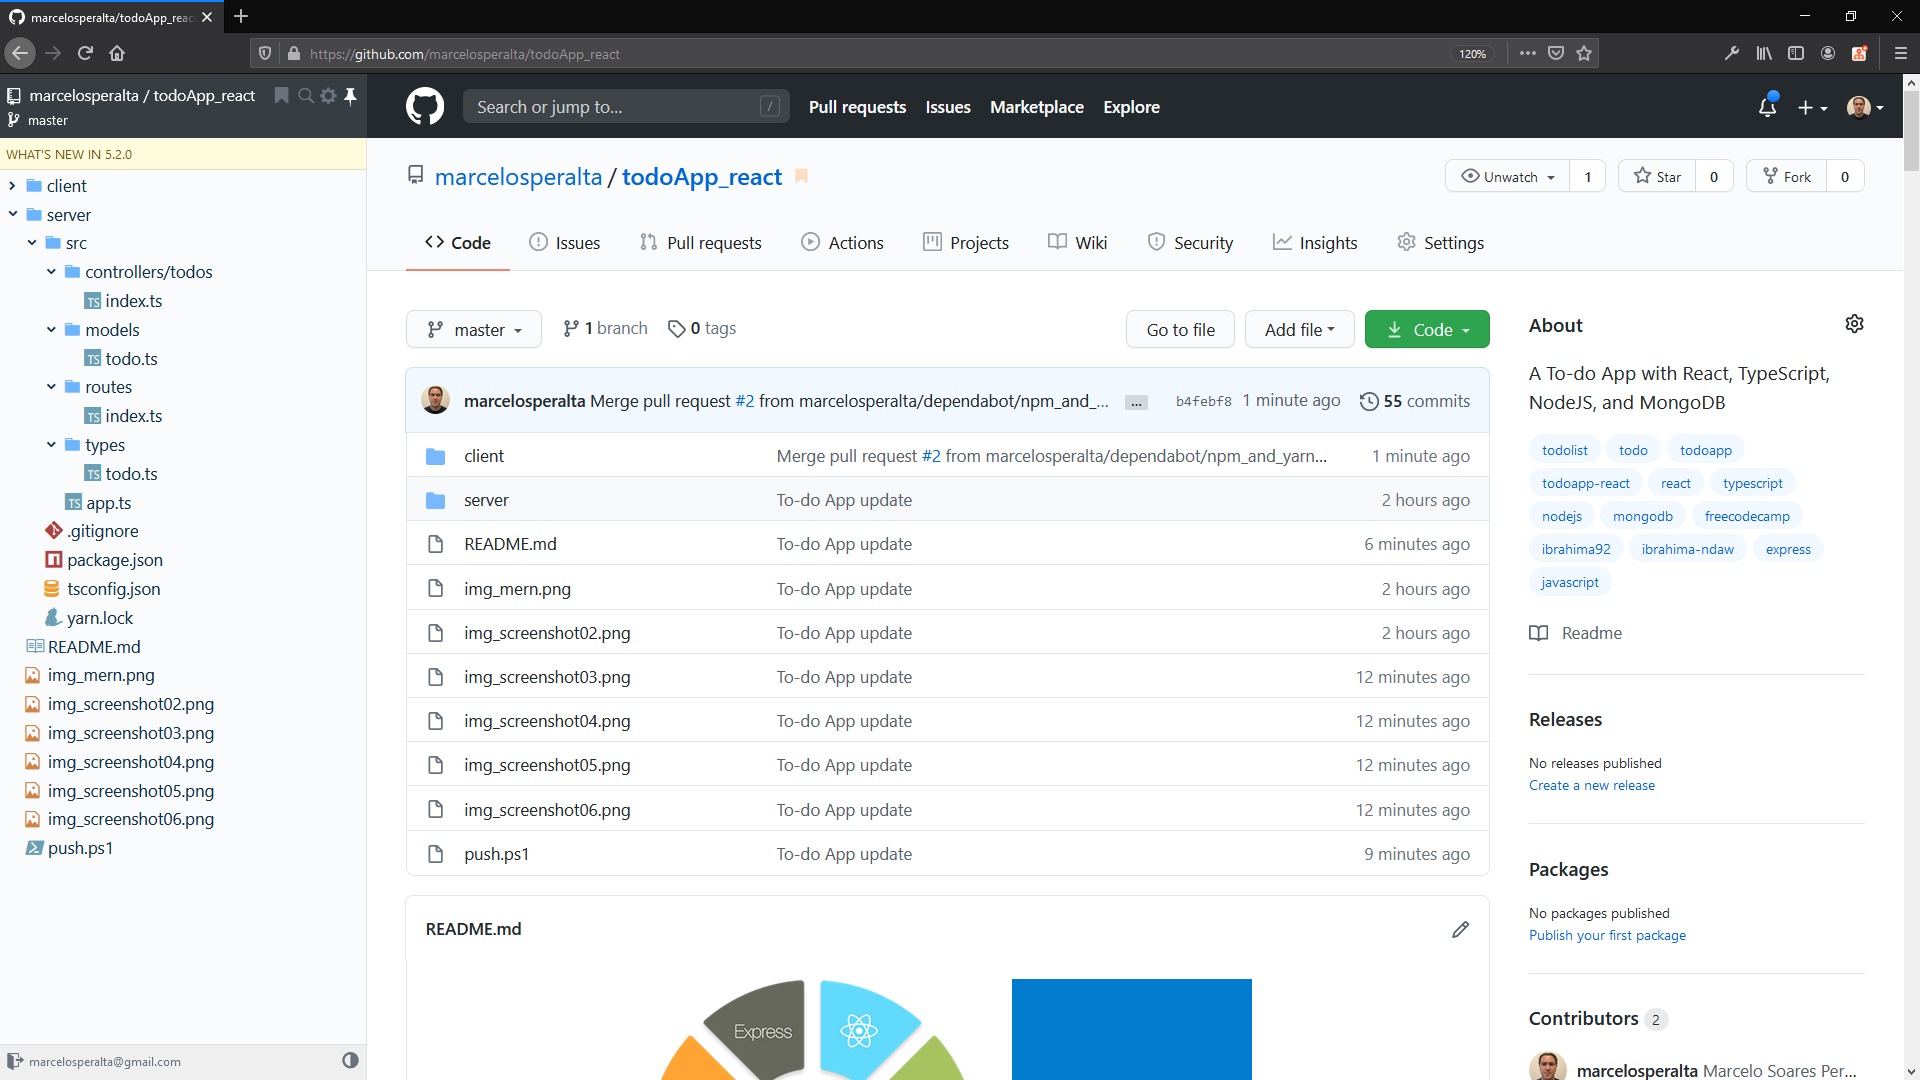 marcelosperalta/todoApp_reac
https://github.com/marcelosperalta/todoApp_react
120%
marcelosperalta / todoApp_react
master
WHAT'S NEW IN 5.2.0
client
server
src
controllers/todos
TS index.ts
models
TS todo.ts
routes
TS index.ts
types
TS todo.ts
TS app.ts
.gitignore
package.json
tsconfig.json
yarn.lock
README.md
img_mern.png
img_screenshot02.png
img_screenshot03.png
img_screenshot04.png
img_screenshot05.png
img_screenshot06.png
push.ps1
marcelosperalta@gmail.com
Search or jump to... /
Pull requests Issues Marketplace Explore
marcelosperalta / todoApp_react
Unwatch 1 Star 0 Fork 0
Code Issues Pull requests Actions Projects Wiki Security Insights Settings
master 1 branch 0 tags Go to file Add file Code
marcelosperalta Merge pull request #2 from marcelosperalta/dependabot/npm_and_... ... b4febf8 1 minute ago 55 commits
client Merge pull request #2 from marcelosperalta/dependabot/npm_and_yarn... 1 minute ago
server To-do App update 2 hours ago
README.md To-do App update 6 minutes ago
img_mern.png To-do App update 2 hours ago
img_screenshot02.png To-do App update 2 hours ago
img_screenshot03.png To-do App update 12 minutes ago
img_screenshot04.png To-do App update 12 minutes ago
img_screenshot05.png To-do App update 12 minutes ago
img_screenshot06.png To-do App update 12 minutes ago
push.ps1 To-do App update 9 minutes ago
README.md
Express
About
A To-do App with React, TypeScript,
NodeJS, and MongoDB
todolist todo todoapp
todoapp-react react typescript
nodejs mongodb freecodecamp
ibrahima92 ibrahima-ndaw express
javascript
Readme
Releases
No releases published
Create a new release
Packages
No packages published
Publish your first package
Contributors 2
marcelosperalta Marcelo Soares Per...